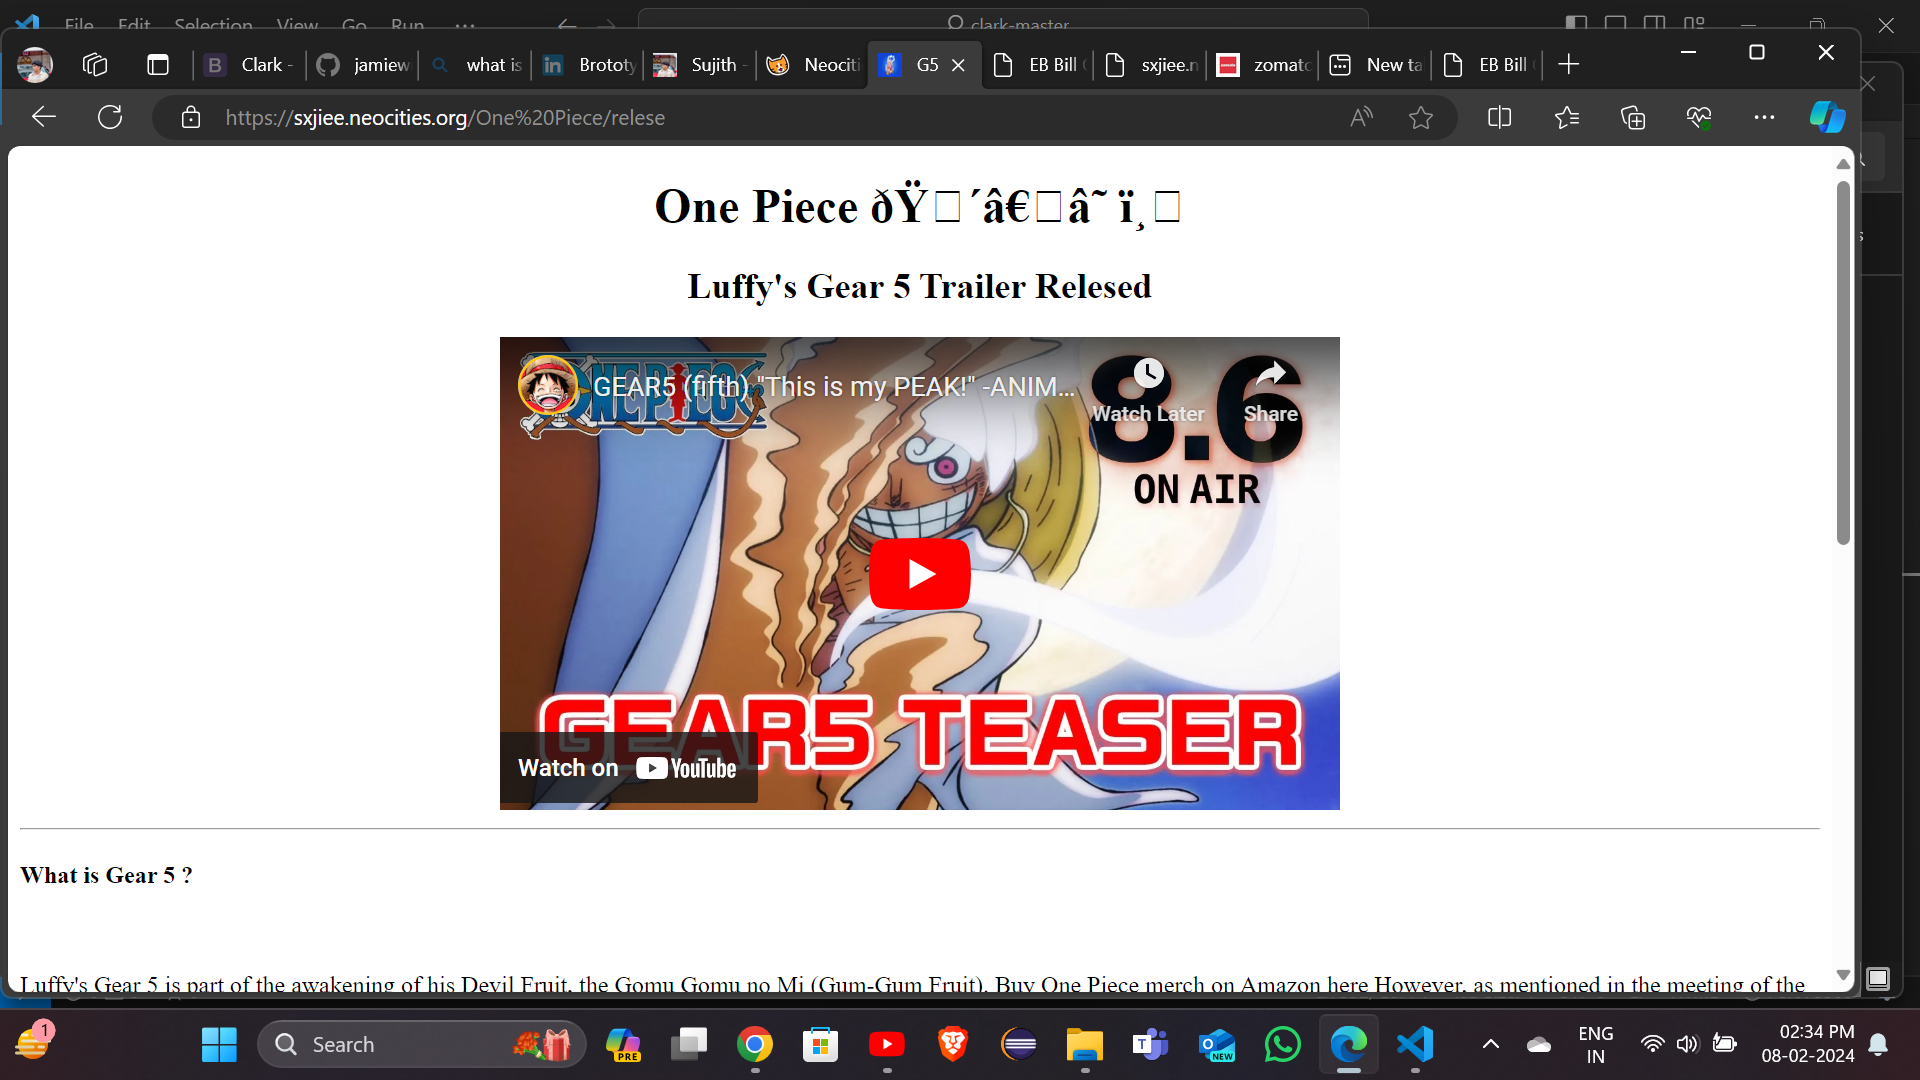 File Edit Selection View Go Run ... clark-master
Clark - jamiew what is Brototy Sujith - Neociti G5 EB Bill sxjiee.n zomato New ta EB Bill
https://sxjiee.neocities.org/One%20Piece/relese
One Piece ðŸ□´â€□â˜ ï¸□
Luffy's Gear 5 Trailer Relesed
ONE PIECE
GEAR5 (fifth) "This is my PEAK!" -ANIM...
Watch Later Share
8.6
ON AIR
GEAR5 TEASER
Watch on YouTube
What is Gear 5 ?
Luffy's Gear 5 is part of the awakening of his Devil Fruit, the Gomu Gomu no Mi (Gum-Gum Fruit). Buy One Piece merch on Amazon here However, as mentioned in the meeting of the
1 Search PRE NEW ENG 02:34 PM
IN 08-02-2024